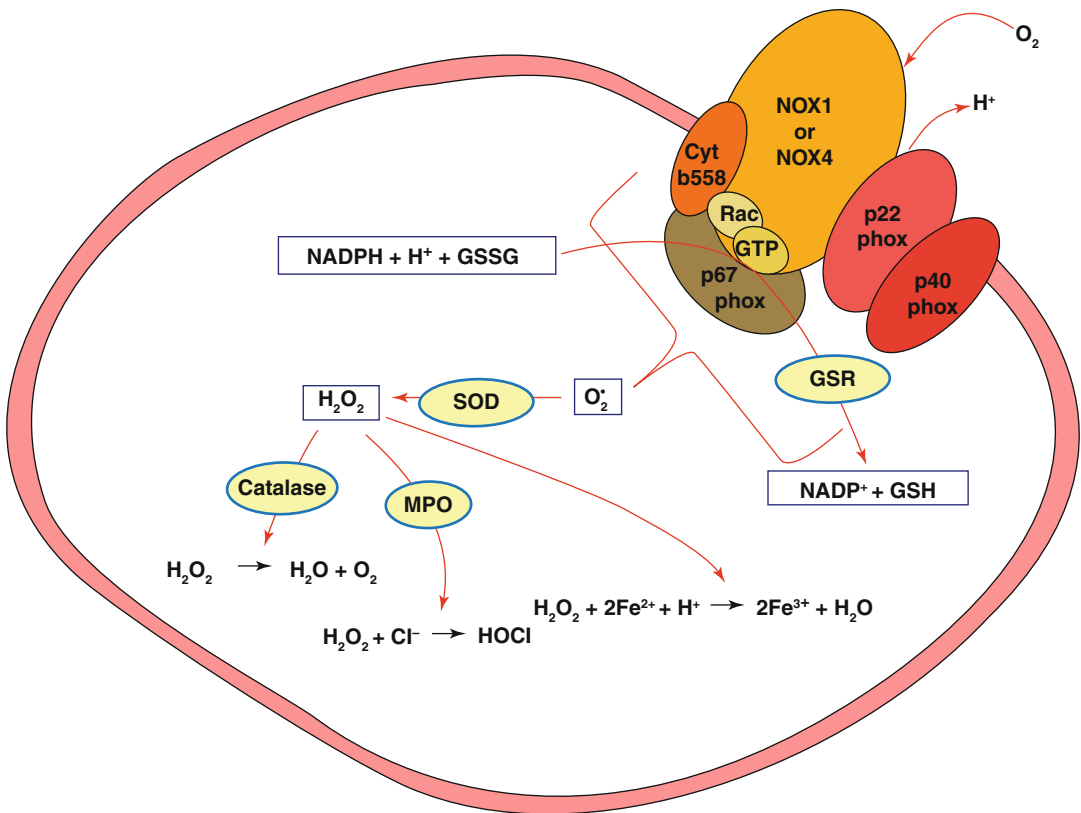 O₂
NOX1
or
NOX4
H⁺
Cyt
b558
Rac
GTP
p22
phox
p67
phox
p40
phox
NADPH + H⁺ + GSSG
GSR
H₂O₂
SOD
O₂•
NADP⁺ + GSH
Catalase
MPO
H₂O₂ → H₂O + O₂
H₂O₂ + 2Fe²⁺ + H⁺ → 2Fe³⁺ + H₂O
H₂O₂ + Cl⁻ → HOCl